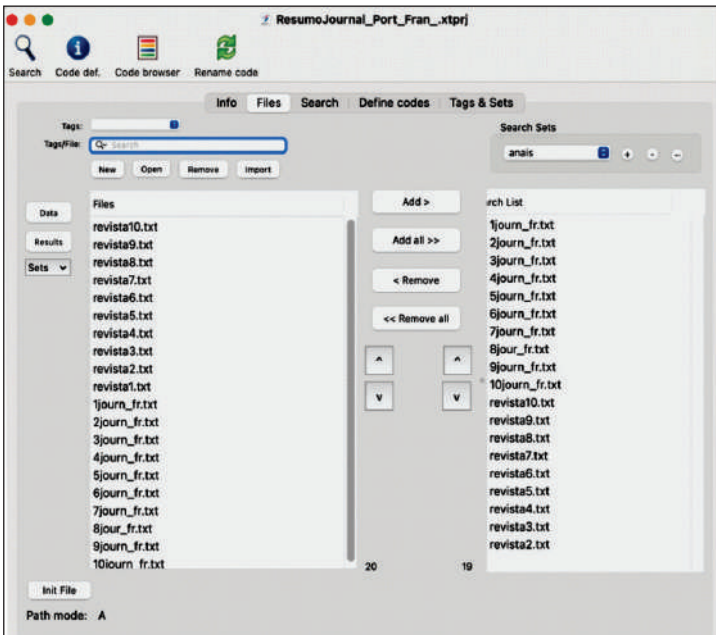 ResumoJournal_Port_Fran_.xtprj
Search Code def. Code browser Rename code
Info Files Search Define codes Tags & Sets
Tags:
Tags/File: Search
New Open Remove Import
Search Sets
anais
+ - −
Data
Results
Sets
Files
revista10.txt
revista9.txt
revista8.txt
revista7.txt
revista6.txt
revista5.txt
revista4.txt
revista3.txt
revista2.txt
revista1.txt
1journ_fr.txt
2journ_fr.txt
3journ_fr.txt
4journ_fr.txt
5journ_fr.txt
6journ_fr.txt
7journ_fr.txt
8jour_fr.txt
9journ_fr.txt
10journ_fr.txt
Add >
Add all >>
< Remove
<< Remove all
^ ^
v v
20 19
rch List
1journ_fr.txt
2journ_fr.txt
3journ_fr.txt
4journ_fr.txt
5journ_fr.txt
6journ_fr.txt
7journ_fr.txt
8jour_fr.txt
9journ_fr.txt
10journ_fr.txt
revista10.txt
revista9.txt
revista8.txt
revista7.txt
revista6.txt
revista5.txt
revista4.txt
revista3.txt
revista2.txt
Init File
Path mode: A